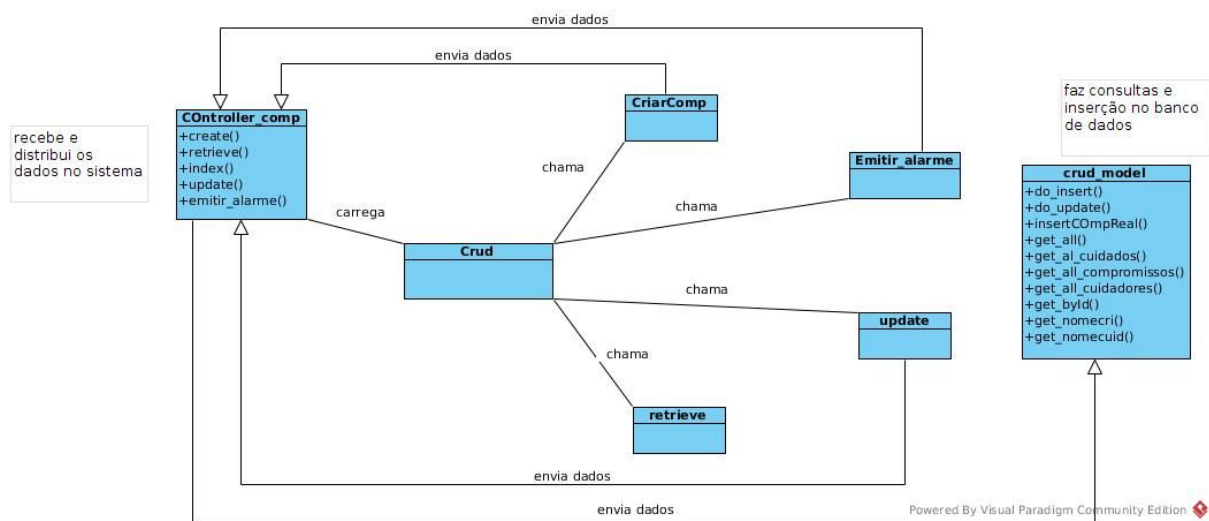 envia dados
envia dados
COntroller_comp
+create()
+retrieve()
+index()
+update()
+emitir_alarme()
recebe e
distribui os
dados no sistema
CriarComp
Emitir_alarme
faz consultas e
inserção no banco
de dados
crud_model
+do_insert()
+do_update()
+insertCOmpReal()
+get_all()
+get_al_cuidados()
+get_all_compromissos()
+get_all_cuidadores()
+get_byId()
+get_nomecri()
+get_nomecuid()
chama
chama
carrega
Crud
chama
update
chama
retrieve
envia dados
envia dados
Powered By Visual Paradigm Community Edition